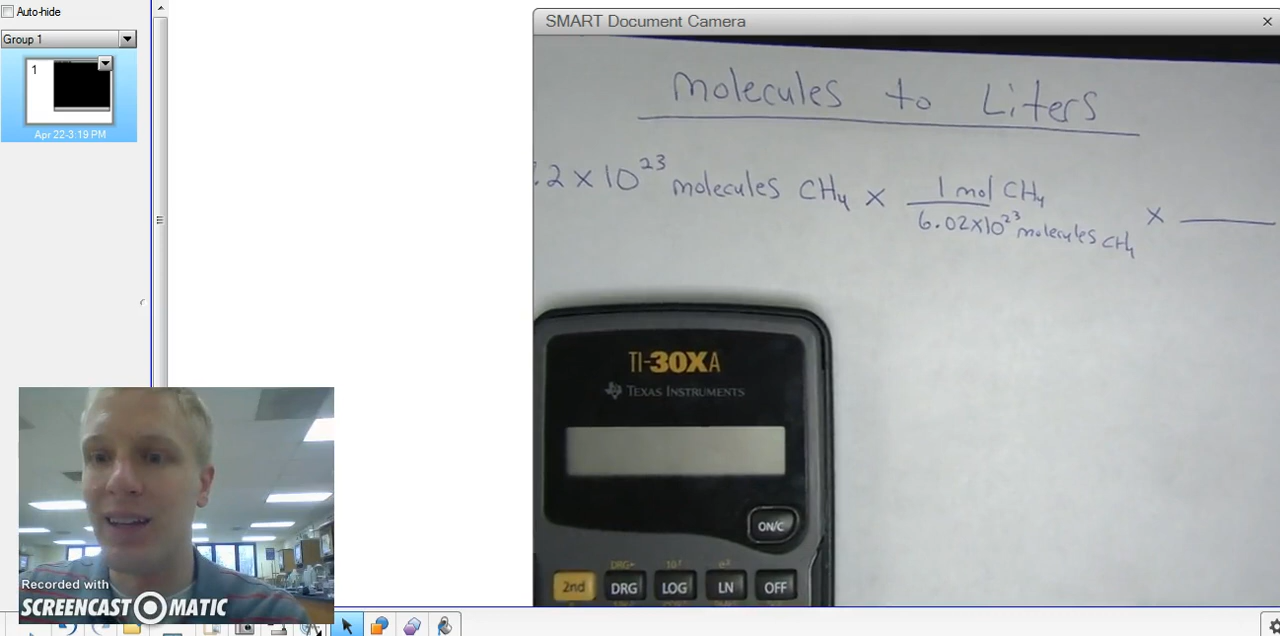 Auto-hide
SMART Document Camera
Group 1
1
Apr 22-3:19 PM
molecules to Liters
.2 x 10²³ molecules CH₄ x 1 mol CH₄ x
6.02x10²³ molecules CH₄
TI-30XA
TEXAS INSTRUMENTS
ON/C
2nd DRG LOG LN OFF
Recorded with
SCREENCAST-O-MATIC